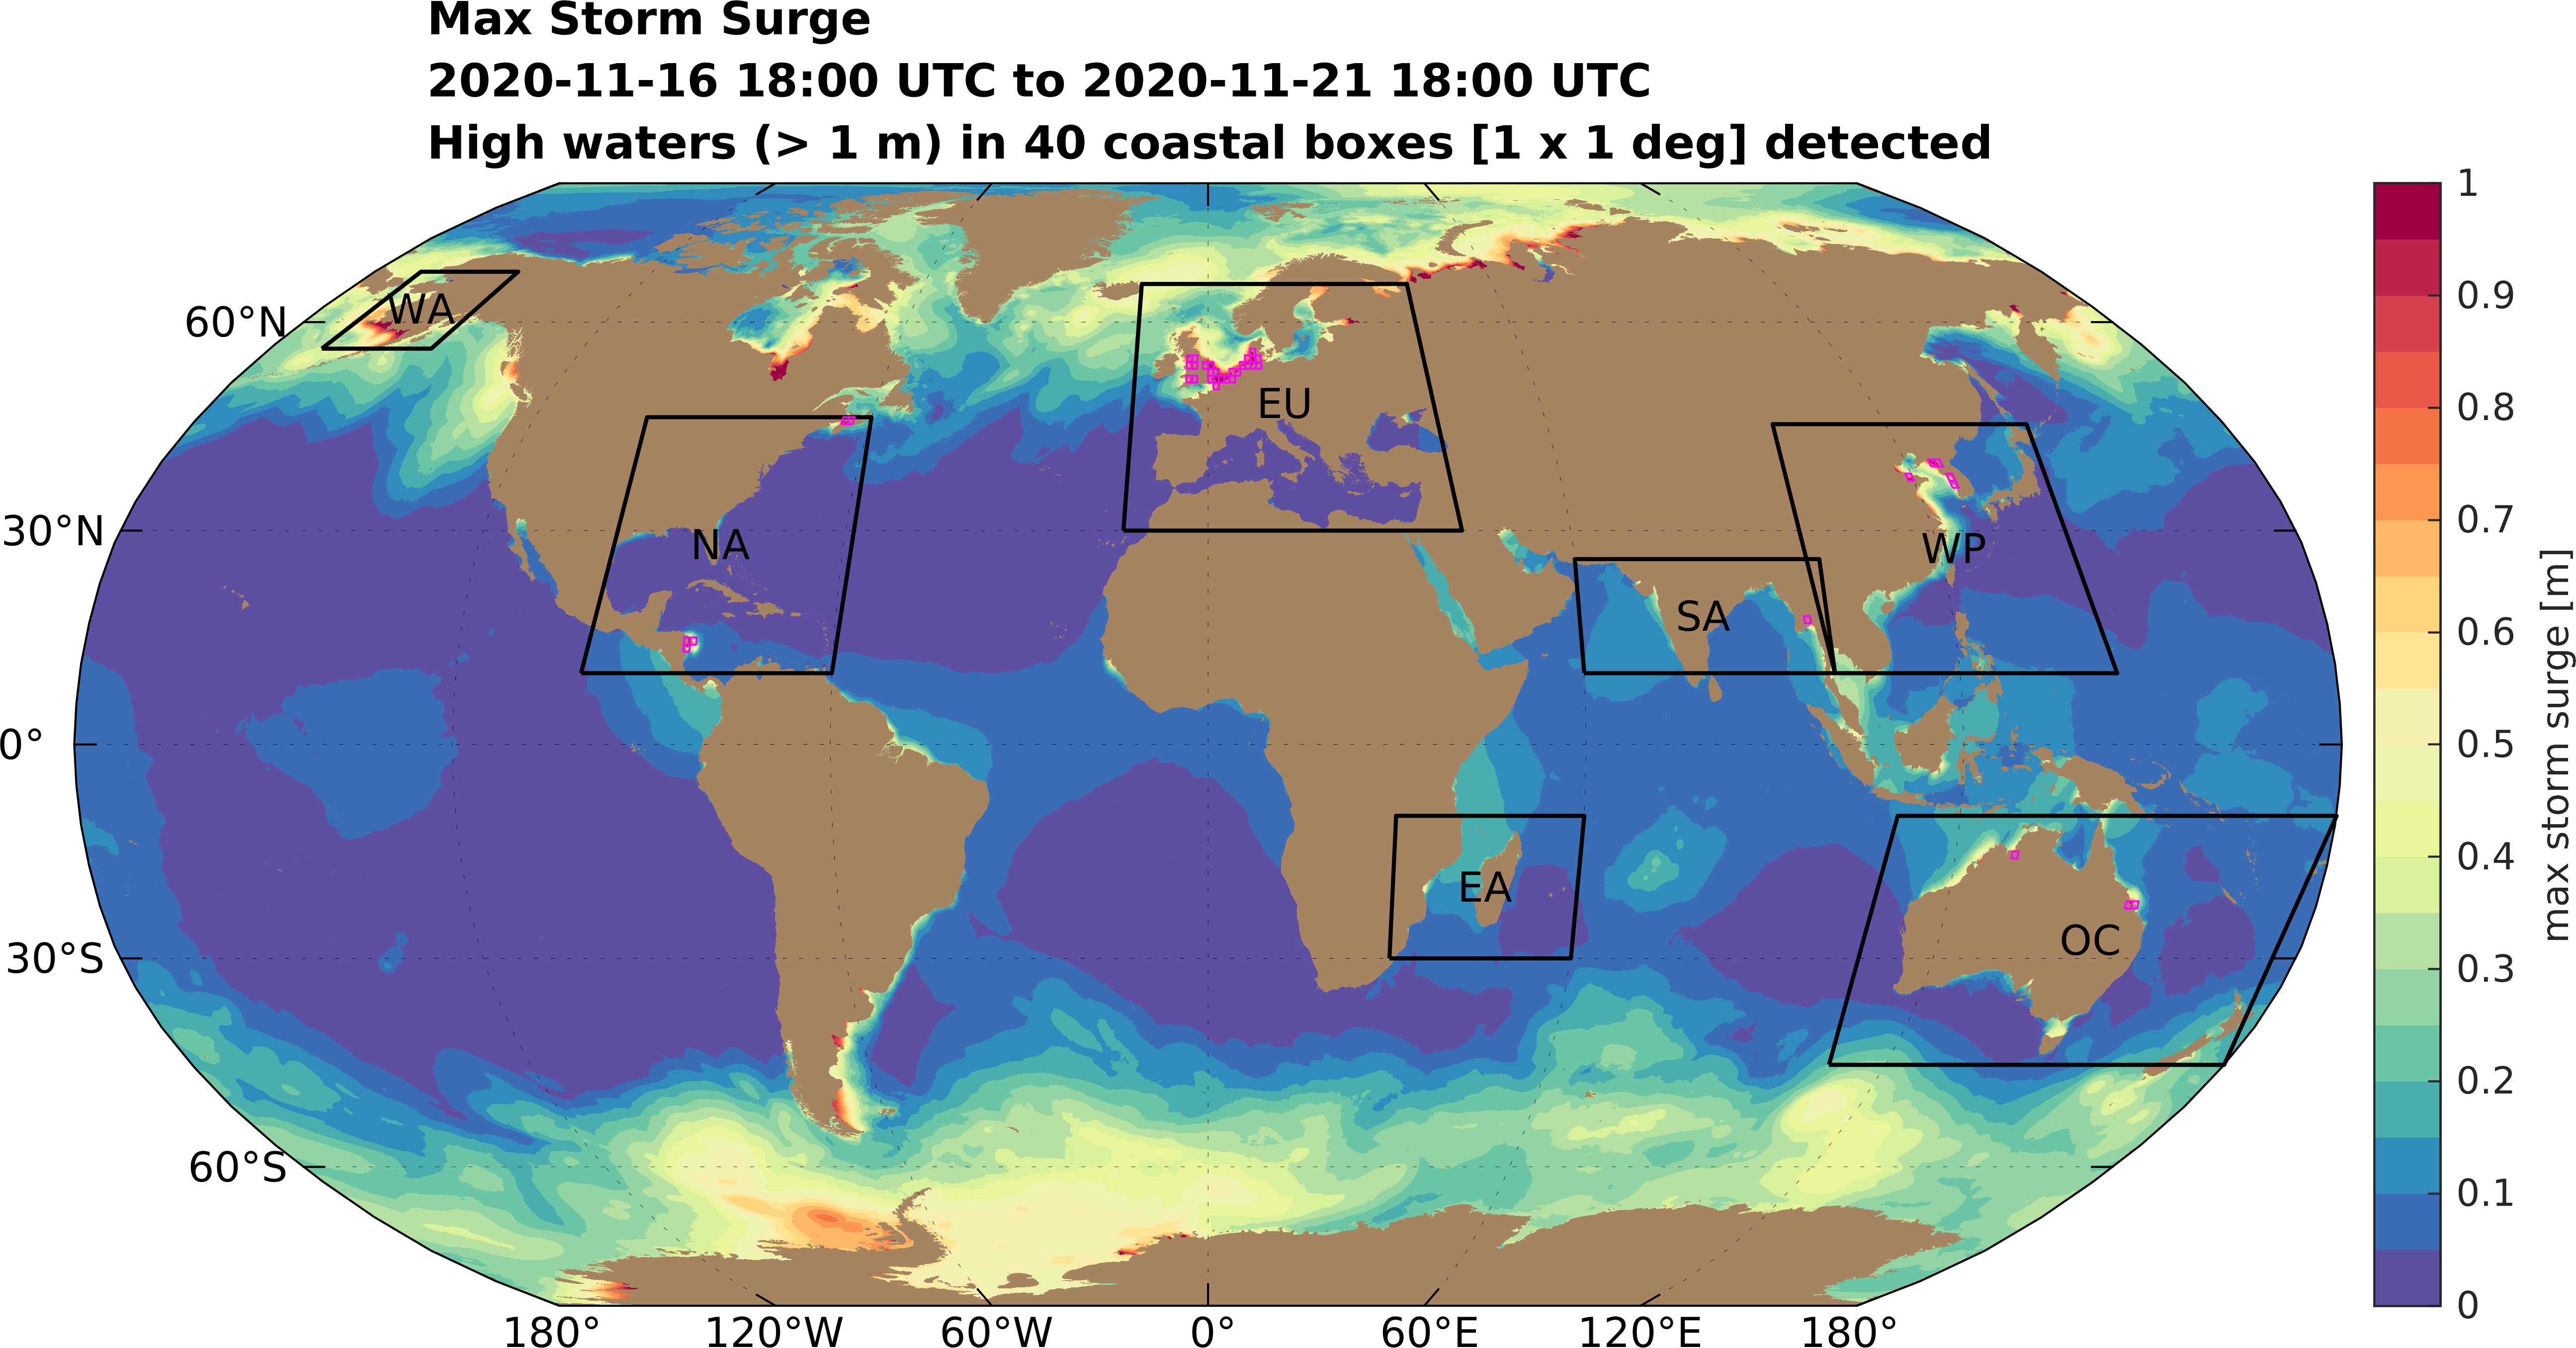 Max Storm Surge
2020-11-16 18:00 UTC to 2020-11-21 18:00 UTC
High waters (> 1 m) in 40 coastal boxes [1 x 1 deg] detected
60°N
30°N
0°
30°S
60°S
WA
NA
EU
SA
WP
EA
OC
180°
120°W
60°W
0°
60°E
120°E
180°
1
0.9
0.8
0.7
0.6
0.5
0.4
0.3
0.2
0.1
0
max storm surge [m]